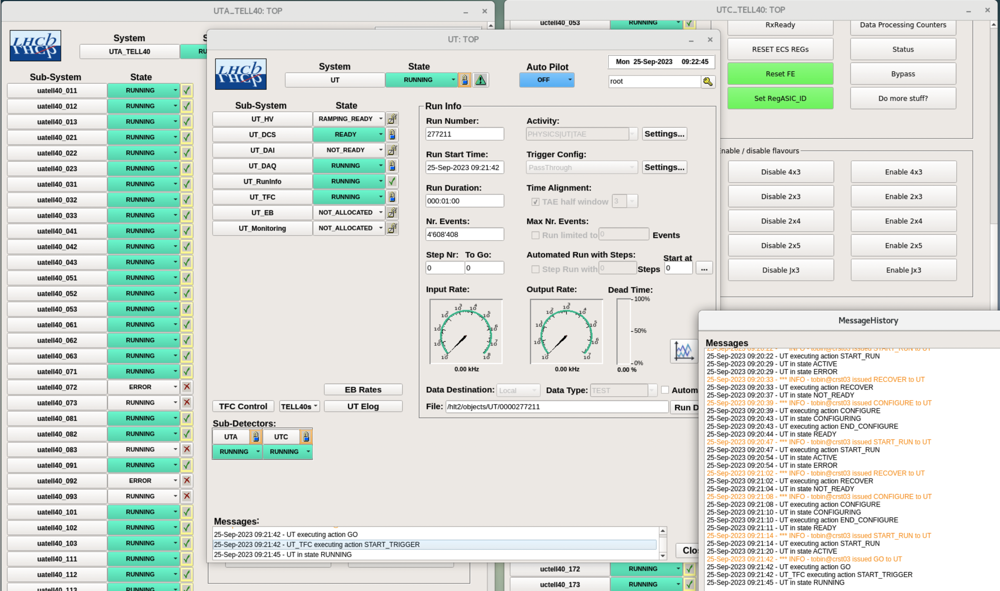 UTA_TELL40: TOP
LHCb
System
UTA_TELL40
RU
Sub-System State
uatell40_011 RUNNING
uatell40_012 RUNNING
uatell40_013 RUNNING
uatell40_021 RUNNING
uatell40_022 RUNNING
uatell40_023 RUNNING
uatell40_031 RUNNING
uatell40_032 RUNNING
uatell40_033 RUNNING
uatell40_041 RUNNING
uatell40_042 RUNNING
uatell40_043 RUNNING
uatell40_051 RUNNING
uatell40_052 RUNNING
uatell40_053 RUNNING
uatell40_061 RUNNING
uatell40_062 RUNNING
uatell40_063 RUNNING
uatell40_071 RUNNING
uatell40_072 ERROR
uatell40_073 RUNNING
uatell40_081 RUNNING
uatell40_082 RUNNING
uatell40_083 RUNNING
uatell40_091 RUNNING
uatell40_092 ERROR
uatell40_093 RUNNING
uatell40_101 RUNNING
uatell40_102 RUNNING
uatell40_103 RUNNING
uatell40_111 RUNNING
uatell40_112 RUNNING
uatell40_113 RUNNING
UT: TOP
LHCb
System State
UT RUNNING
Auto Pilot
OFF
Mon 25-Sep-2023 09:22:45
root
Sub-System State
UT_HV RAMPING_READY
UT_DCS READY
UT_DAI NOT_READY
UT_DAQ RUNNING
UT_RunInfo RUNNING
UT_TFC RUNNING
UT_EB NOT_ALLOCATED
UT_Monitoring NOT_ALLOCATED
Run Info
Run Number: Activity:
277211 PHYSICS|UT|TAE Settings...
Run Start Time: Trigger Config:
25-Sep-2023 09:21:42 PassThrough Settings...
Run Duration: Time Alignment:
000:01:00 TAE half window 3
Nr. Events: Max Nr. Events:
4'608'408 Run limited to 0 Events
Step Nr: To Go: Automated Run with Steps: Start at
0 0 Step Run with 0 Steps 0 ...
Input Rate: Output Rate: Dead Time:
10 -1 10 0 10 1 10 2 10 3 10 4 10 5 10 6 10 7 10 8
10 -1 10 0 10 1 10 2 10 3 10 4 10 5 10 6 10 7
100%
50%
0%
0.00 kHz 0.00 kHz 0.00 %
Data Destination: Local Data Type: TEST Autom
File: /hlt2/objects/UT/0000277211 Run D
EB Rates
TFC Control TELL40s UT Elog
Sub-Detectors:
UTA UTC
RUNNING RUNNING
Messages:
25-Sep-2023 09:21:42 - UT executing action GO
25-Sep-2023 09:21:42 - UT_TFC executing action START_TRIGGER
25-Sep-2023 09:21:45 - UT in state RUNNING
Clo
UTC_TELL40: TOP
uctell40_053 RUNNING
RxReady Data Processing Counters
RESET ECS REGs Status
Reset FE Bypass
Set RegASIC_ID Do more stuff?
Enable / disable flavours
Disable 4x3 Enable 4x3
Disable 2x3 Enable 2x3
Disable 2x4 Enable 2x4
Disable 2x5 Enable 2x5
Disable Jx3 Enable Jx3
uctell40_172 RUNNING
uctell40_173 RUNNING
MessageHistory
Messages
25-Sep-2023 09:20:22 - *** INFO - tobin@crst03 issued START_RUN to UT
25-Sep-2023 09:20:22 - UT executing action START_RUN
25-Sep-2023 09:20:29 - UT in state ACTIVE
25-Sep-2023 09:20:29 - UT in state ERROR
25-Sep-2023 09:20:33 - *** INFO - tobin@crst03 issued RECOVER to UT
25-Sep-2023 09:20:33 - UT executing action RECOVER
25-Sep-2023 09:20:37 - UT in state NOT_READY
25-Sep-2023 09:20:39 - *** INFO - tobin@crst03 issued CONFIGURE to UT
25-Sep-2023 09:20:39 - UT executing action CONFIGURE
25-Sep-2023 09:20:43 - UT in state CONFIGURING
25-Sep-2023 09:20:43 - UT executing action END_CONFIGURE
25-Sep-2023 09:20:44 - UT in state READY
25-Sep-2023 09:20:47 - *** INFO - tobin@crst03 issued START_RUN to UT
25-Sep-2023 09:20:47 - UT executing action START_RUN
25-Sep-2023 09:20:54 - UT in state ACTIVE
25-Sep-2023 09:20:54 - UT in state ERROR
25-Sep-2023 09:21:02 - *** INFO - tobin@crst03 issued RECOVER to UT
25-Sep-2023 09:21:02 - UT executing action RECOVER
25-Sep-2023 09:21:04 - UT in state NOT_READY
25-Sep-2023 09:21:08 - *** INFO - tobin@crst03 issued CONFIGURE to UT
25-Sep-2023 09:21:08 - UT executing action CONFIGURE
25-Sep-2023 09:21:10 - UT in state CONFIGURING
25-Sep-2023 09:21:10 - UT executing action END_CONFIGURE
25-Sep-2023 09:21:11 - UT in state READY
25-Sep-2023 09:21:14 - *** INFO - tobin@crst03 issued START_RUN to UT
25-Sep-2023 09:21:14 - UT executing action START_RUN
25-Sep-2023 09:21:20 - UT in state ACTIVE
25-Sep-2023 09:21:42 - *** INFO - tobin@crst03 issued GO to UT
25-Sep-2023 09:21:42 - UT executing action GO
25-Sep-2023 09:21:42 - UT_TFC executing action START_TRIGGER
25-Sep-2023 09:21:45 - UT in state RUNNING